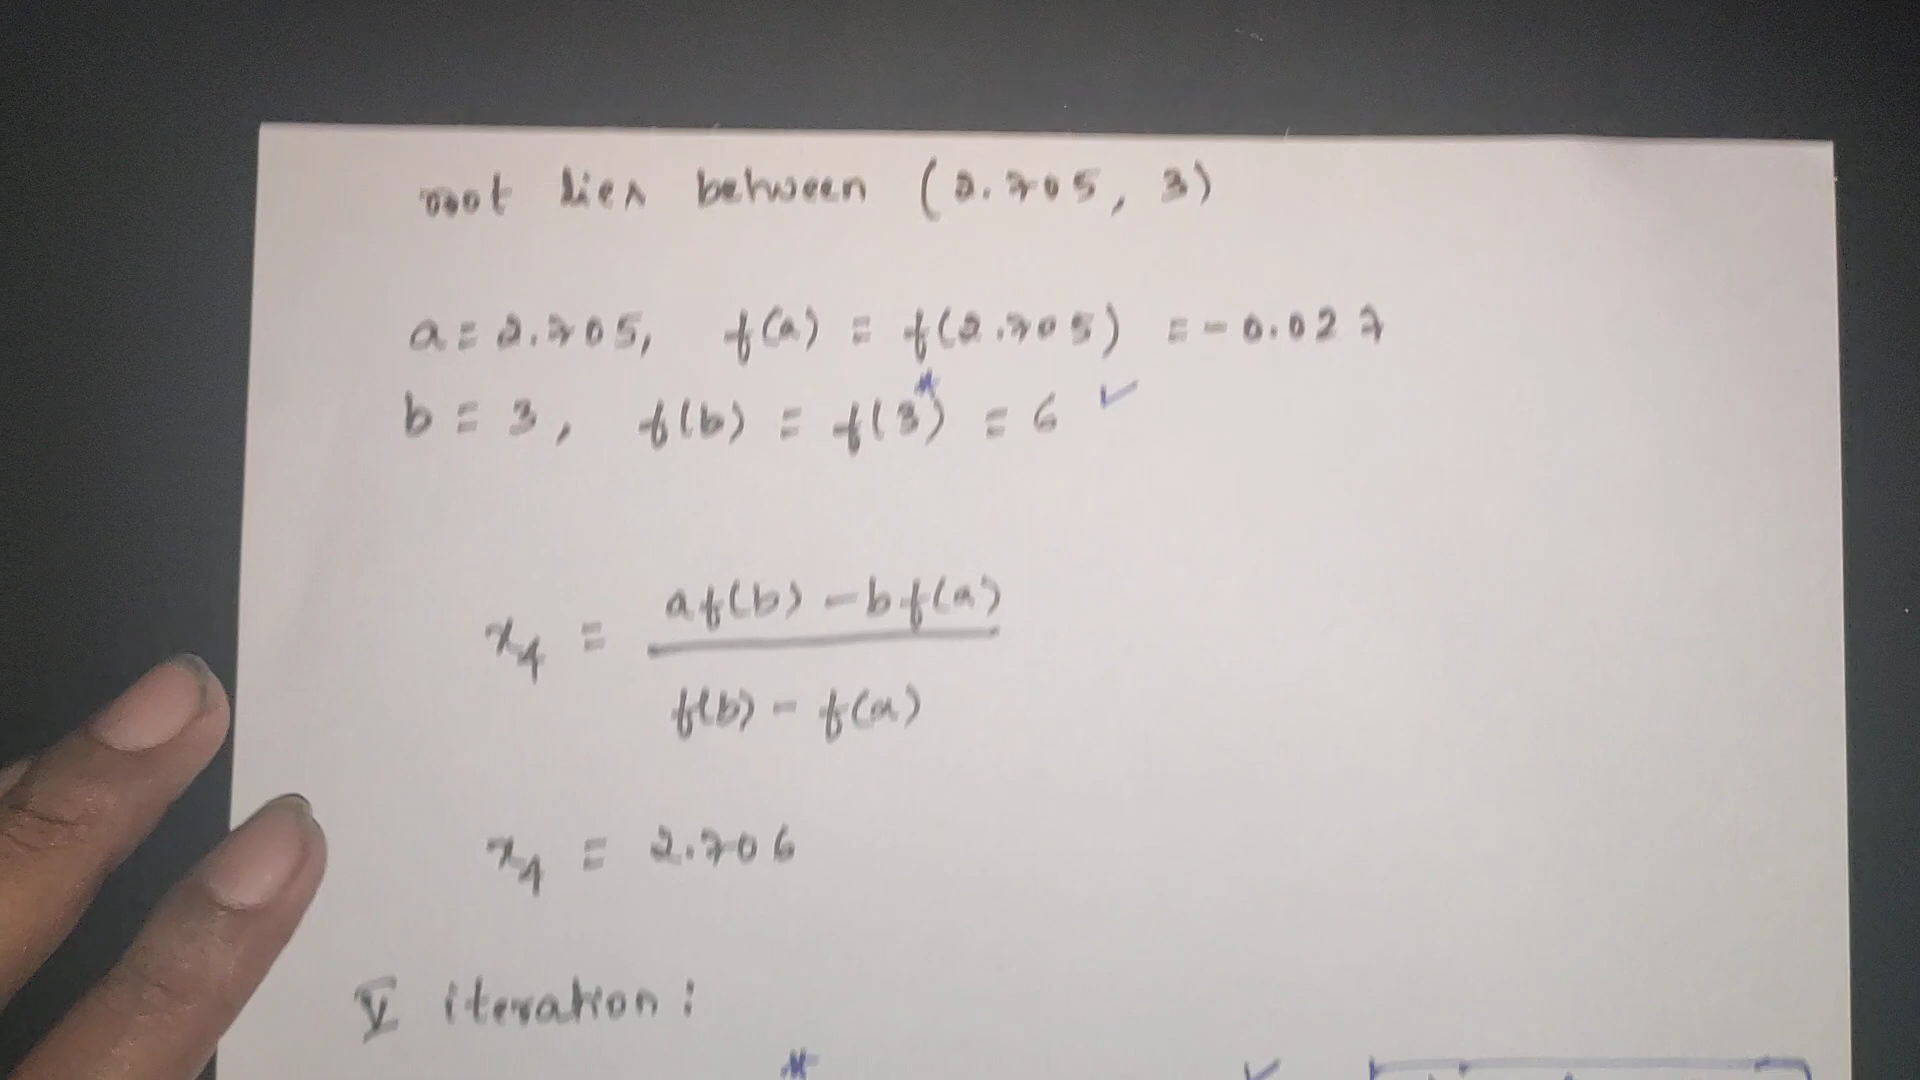 root lies between (2.705, 3)
a = 2.705, f(a) = f(2.705) = -0.027
b = 3, f(b) = f(3) = 6 ✓
x₄ = af(b) - bf(a) / f(b) - f(a)
x₄ = 2.706
V iteration: